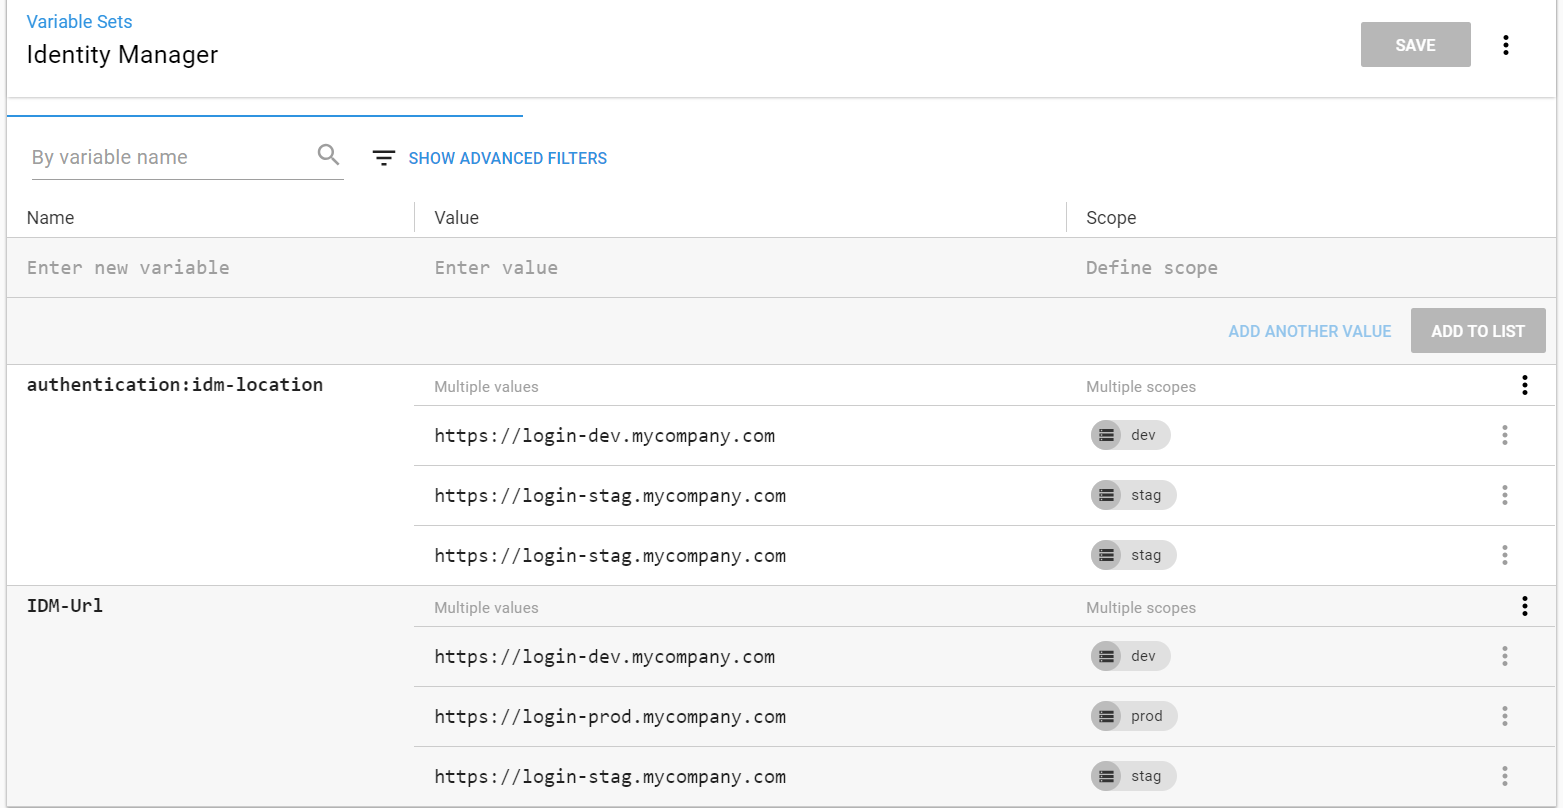 Variable Sets
Identity Manager
SAVE
By variable name
SHOW ADVANCED FILTERS
Name Value Scope
Enter new variable Enter value Define scope
ADD ANOTHER VALUE ADD TO LIST
authentication:idm-location Multiple values Multiple scopes
https://login-dev.mycompany.com dev
https://login-stag.mycompany.com stag
https://login-stag.mycompany.com stag
IDM-Url Multiple values Multiple scopes
https://login-dev.mycompany.com dev
https://login-prod.mycompany.com prod
https://login-stag.mycompany.com stag